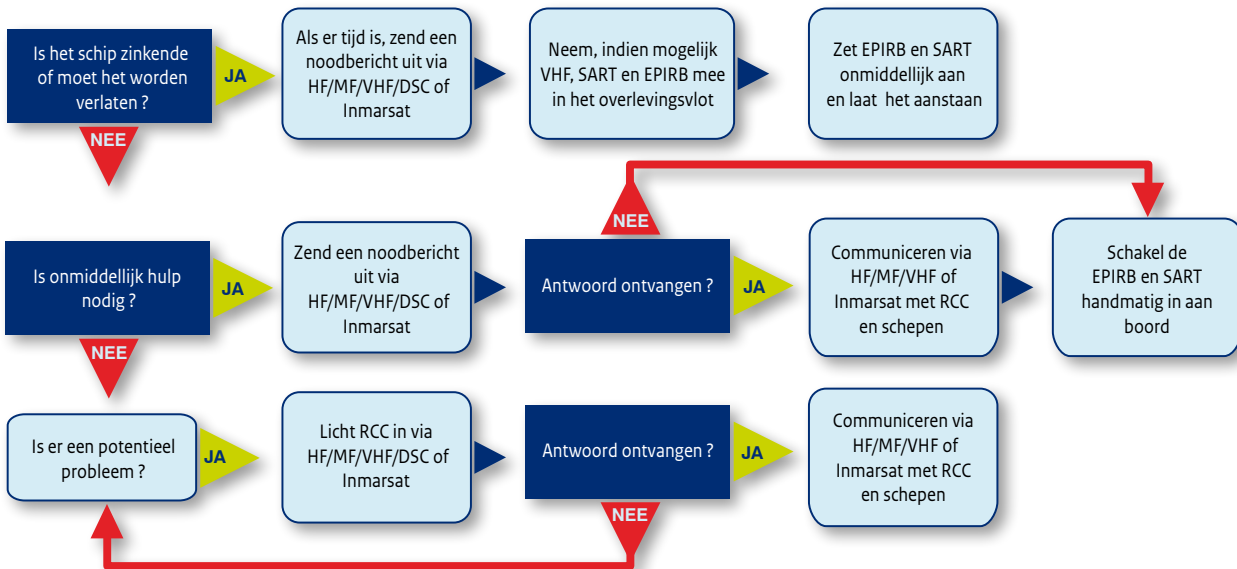 Is het schip zinkende
of moet het worden
verlaten ?
JA
Als er tijd is, zend een
noodbericht uit via
HF/MF/VHF/DSC of
Inmarsat
Neem, indien mogelijk
VHF, SART en EPIRB mee
in het overlevingsvlot
Zet EPIRB en SART
onmiddellijk aan
en laat het aanstaan
NEE
Is onmiddellijk hulp
nodig ?
JA
Zend een noodbericht
uit via
HF/MF/VHF/DSC of
Inmarsat
NEE
Antwoord ontvangen ?
JA
Communiceren via
HF/MF/VHF of
Inmarsat met RCC
en schepen
Schakel de
EPIRB en SART
handmatig in aan
boord
NEE
Is er een potentieel
probleem ?
JA
Licht RCC in via
HF/MF/VHF/DSC of
Inmarsat
Antwoord ontvangen ?
JA
Communiceren via
HF/MF/VHF of
Inmarsat met RCC
en schepen
NEE